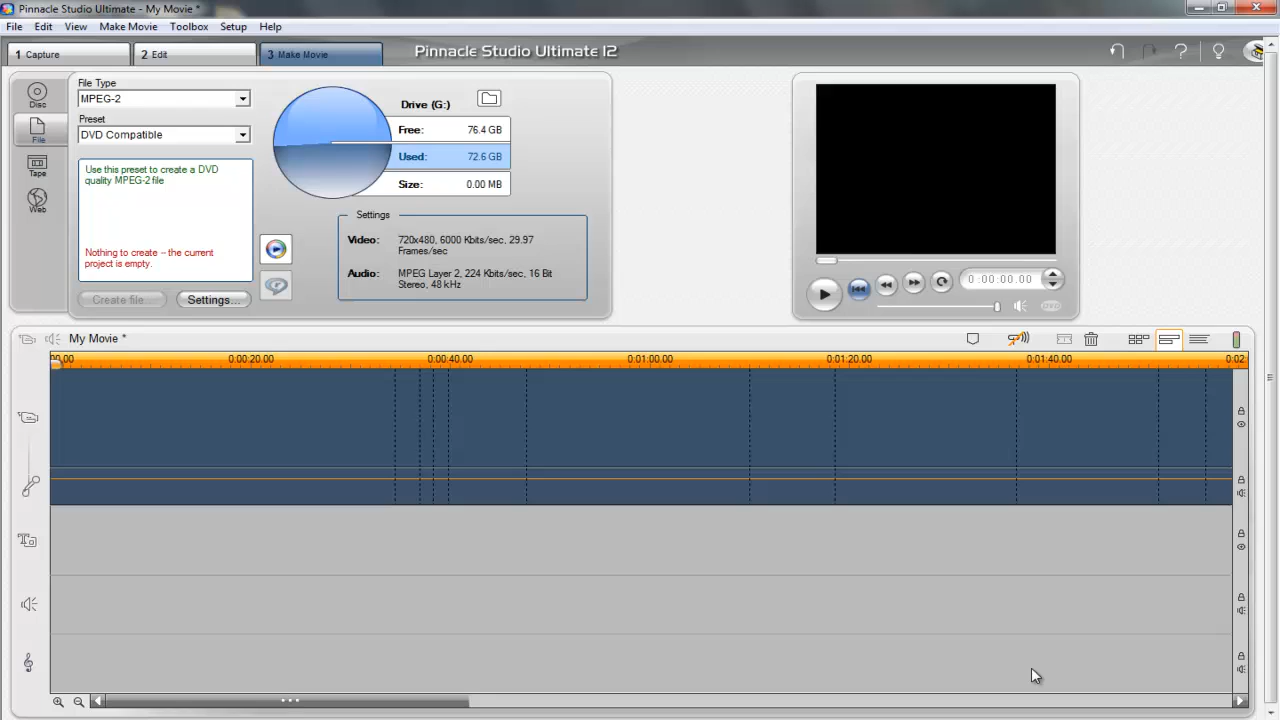 Pinnacle Studio Ultimate - My Movie *
File Edit View Make Movie Toolbox Setup Help
1 Capture
2 Edit
3 Make Movie
Pinnacle Studio Ultimate 12
Disc
File
Tape
Web
File Type
MPEG-2
Preset
DVD Compatible
Use this preset to create a DVD
quality MPEG-2 file
Nothing to create -- the current
project is empty.
Create file
Settings...
Drive (G:)
Free: 76.4 GB
Used: 72.6 GB
Size: 0.00 MB
Settings
Video: 720x480, 6000 Kbits/sec, 29.97
Frames/sec
Audio: MPEG Layer 2, 224 Kbits/sec, 16 Bit
Stereo, 48 kHz
0:00:00.00
DVD
My Movie *
00.00 0:00:20.00 0:00:40.00 0:01:00.00 0:01:20.00 0:01:40.00 0:02